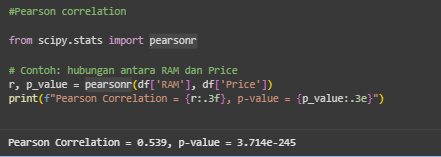 #Pearson correlation
from scipy.stats import pearsonr
# Contoh: hubungan antara RAM dan Price
r, p_value = pearsonr(df['RAM'], df['Price'])
print(f"Pearson Correlation = {r:.3f}, p-value = {p_value:.3e}")
Pearson Correlation = 0.539, p-value = 3.714e-245